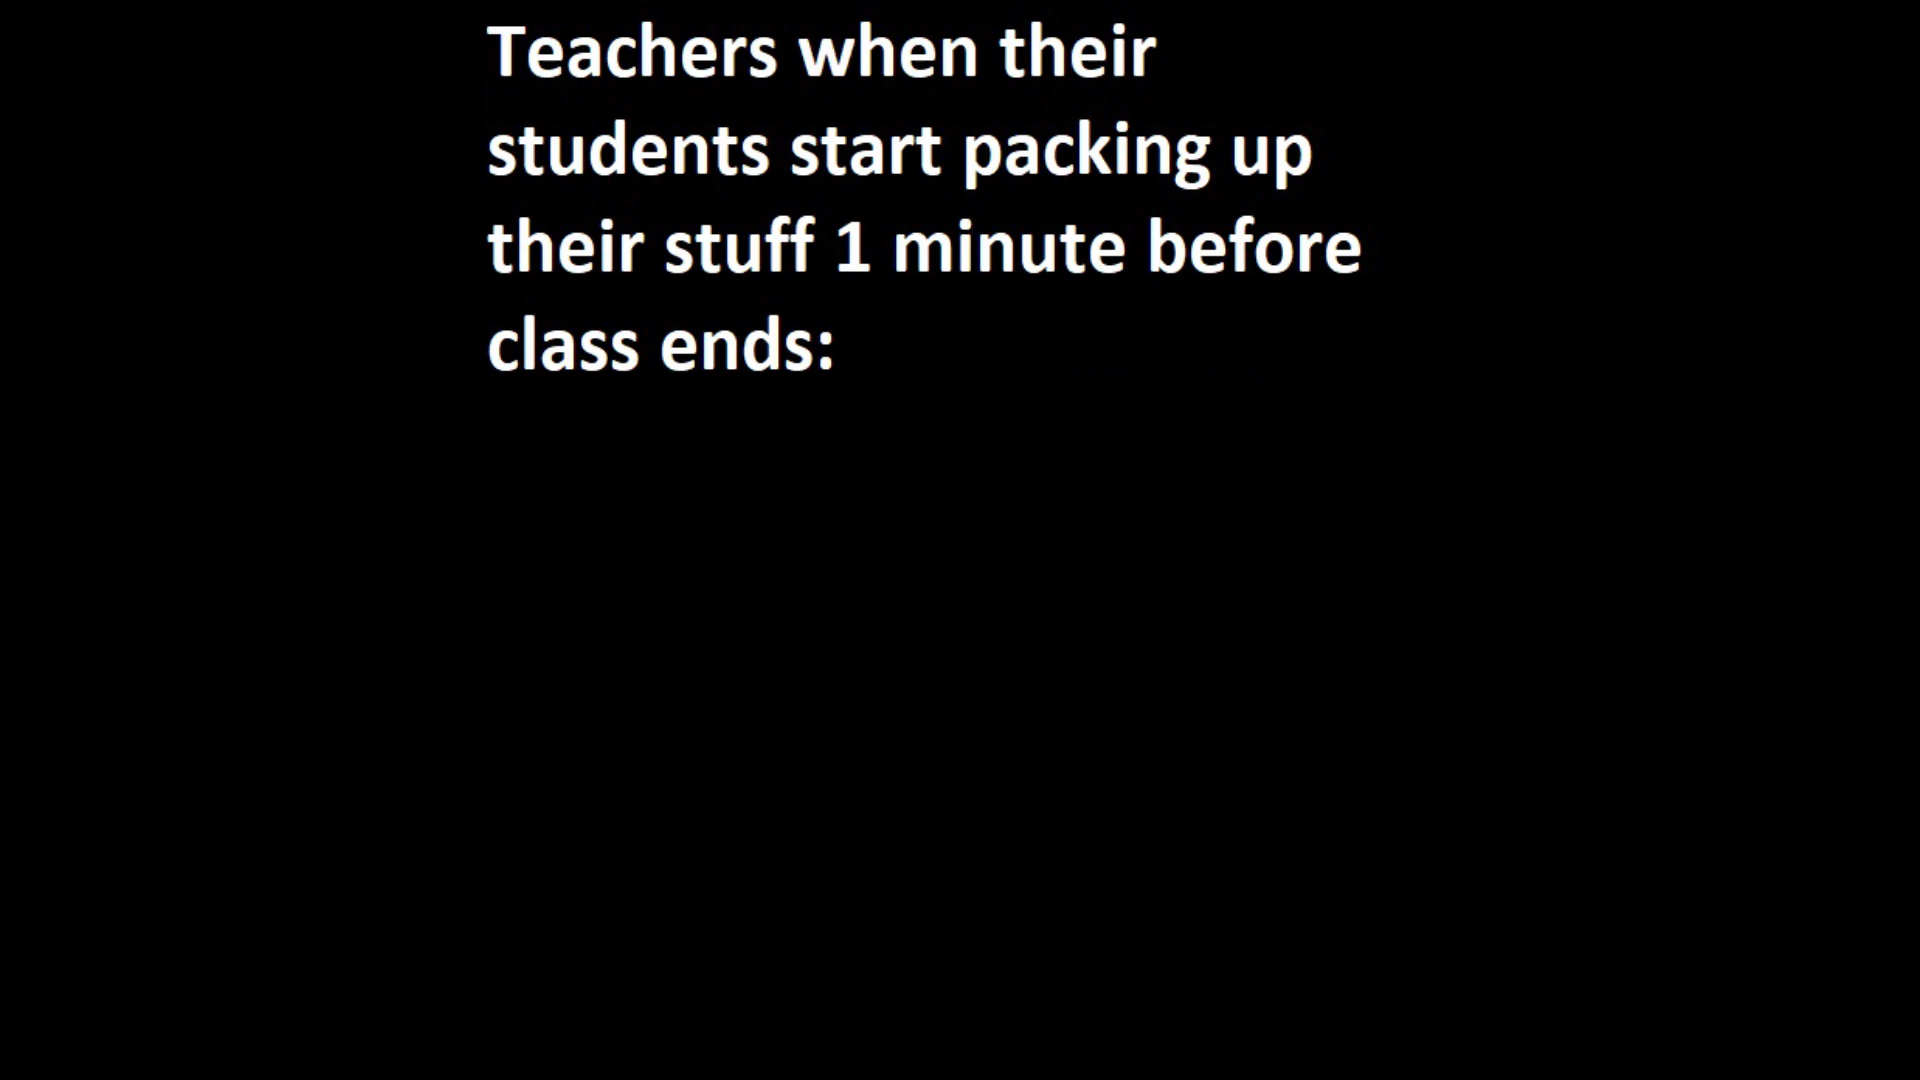 Teachers when their
students start packing up
their stuff 1 minute before
class ends: